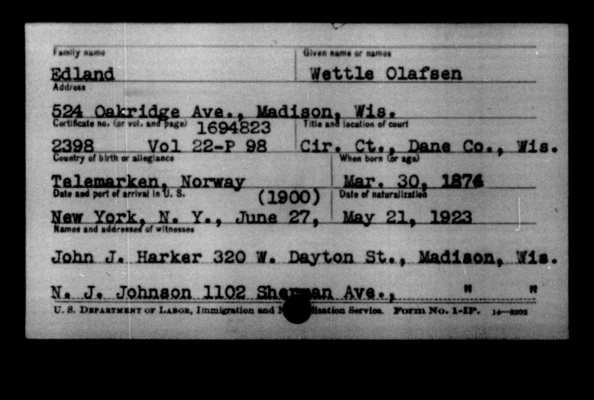 Family name Given name or names
Edland Wettle Olafsen
Address
524 Oakridge Ave., Madison, Wis.
Certificate no. (or vol. and page) 1694823 Title and location of court
2398 Vol 22-P 98 Cir. Ct., Dane Co., Wis.
Country of birth or allegiance When born (or age)
Telemarken, Norway Mar. 30, 1874
Date and port of arrival in U. S. (1900) Date of naturalization
New York, N. Y., June 27, May 21, 1923
Names and addresses of witnesses
John J. Harker 320 W. Dayton St., Madison, Wis.
N. J. Johnson 1102 Sherman Ave., " "
U. S. Department of Labor, Immigration and Service. Form No. 1-IP. 14—2202